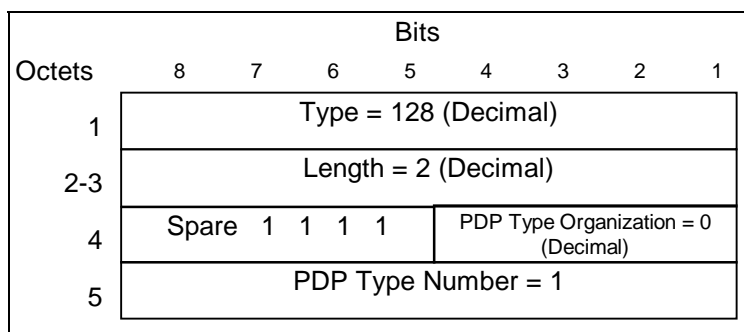 Bits
Octets 8 7 6 5 4 3 2 1
1 Type = 128 (Decimal)
2-3 Length = 2 (Decimal)
4 Spare 1 1 1 1 PDP Type Organization = 0
(Decimal)
5 PDP Type Number = 1